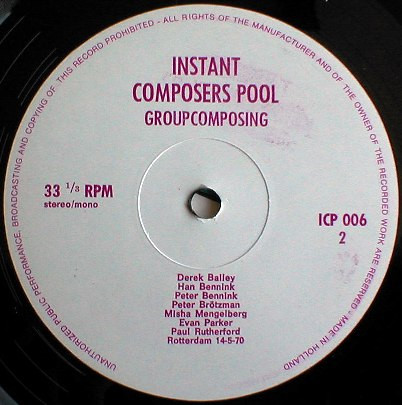 UNAUTHORIZED PUBLIC PERFORMANCE, BROADCASTING AND COPYING OF THIS RECORD PROHIBITED - ALL RIGHTS OF THE MANUFACTURER AND OF THE OWNER OF THE RECORDED WORK ARE RESERVED - MADE IN HOLLAND
INSTANT
COMPOSERS POOL
GROUPCOMPOSING
33 1/3 RPM
stereo/mono
ICP 006
2
Derek Bailey
Han Bennink
Peter Bennink
Peter Brötzman
Misha Mengelberg
Evan Parker
Paul Rutherford
Rotterdam 14-5-70